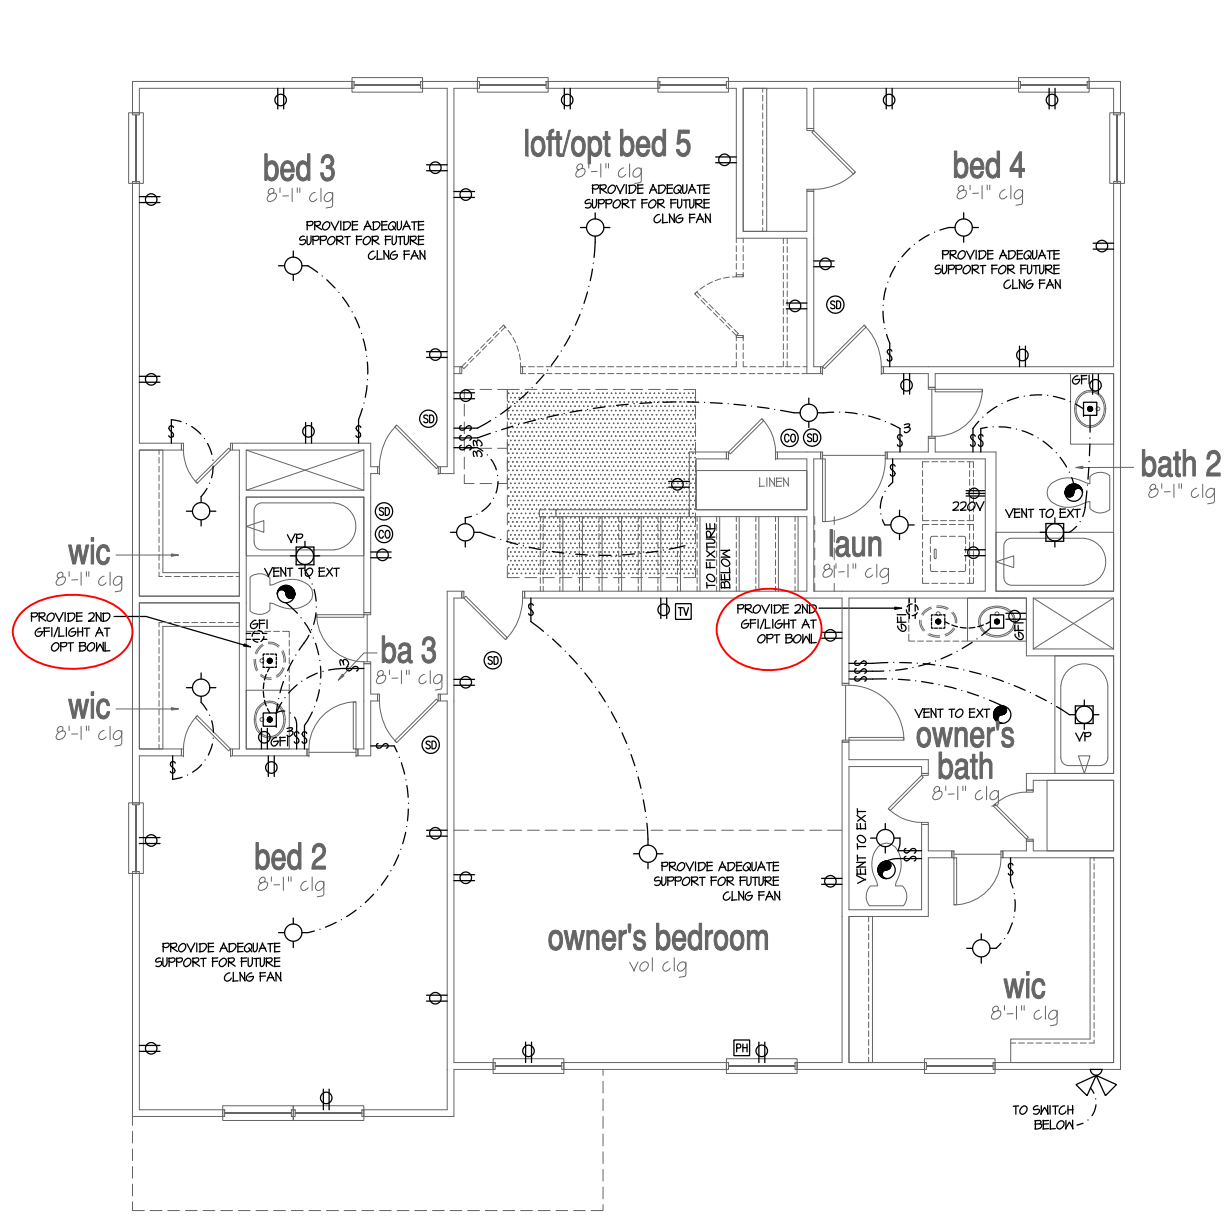 bed 3
8'-1" clg
PROVIDE ADEQUATE
SUPPORT FOR FUTURE
CLNG FAN
loft/opt bed 5
8'-1" clg
PROVIDE ADEQUATE
SUPPORT FOR FUTURE
CLNG FAN
bed 4
8'-1" clg
PROVIDE ADEQUATE
SUPPORT FOR FUTURE
CLNG FAN
SD
$
GFI
SD
$
$
$
$
$
3
3
CO
SD
3
$
$$
bath 2
8'-1" clg
VENT TO EXT
LINEN
$
220V
laun
8'-1" clg
SD
CO
TO FIXTURE
BELOW
wic
8'-1" clg
VP
VENT TO EXT
PROVIDE 2ND
GFI/LIGHT AT
OPT BOWL
GFI
ba 3
8'-1" clg
3
$
wic
8'-1" clg
GFI
3
$$
$
$
SD
SD
$
TV
PROVIDE 2ND
GFI/LIGHT AT
OPT BOWL
GFI
GFI
$$$
VENT TO EXT
VP
owner's
bath
8'-1" clg
VENT TO EXT
$$
$
bed 2
8'-1" clg
PROVIDE ADEQUATE
SUPPORT FOR FUTURE
CLNG FAN
PROVIDE ADEQUATE
SUPPORT FOR FUTURE
CLNG FAN
owner's bedroom
vol clg
wic
8'-1" clg
PH
TO SWITCH
BELOW